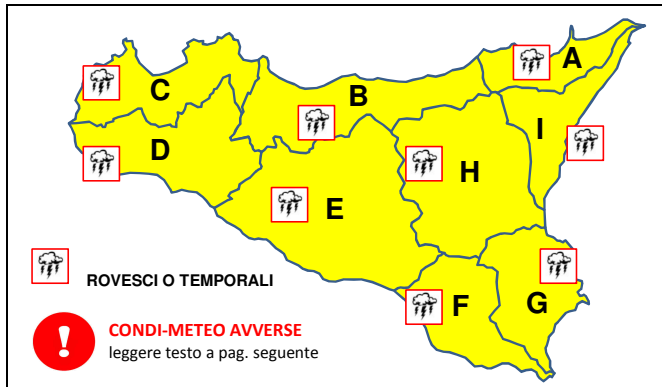 A
C
B
I
D
H
E
ROVESCI O TEMPORALI
F
G
CONDI-METEO AVVERSE
leggere testo a pag. seguente
!